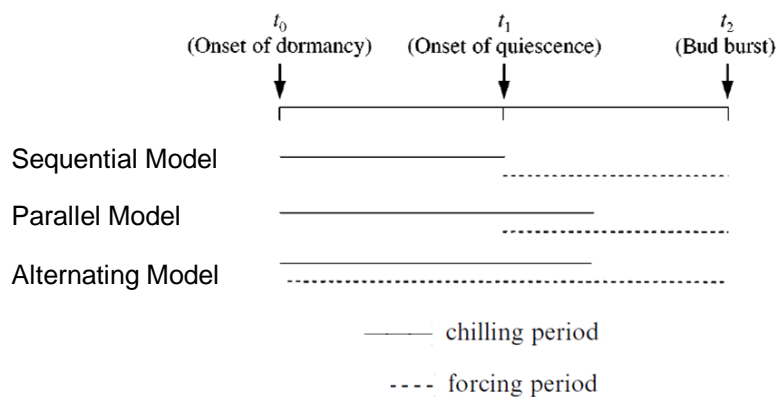 t0 t1 t2
(Onset of dormancy) (Onset of quiescence) (Bud burst)
Sequential Model
Parallel Model
Alternating Model
chilling period
forcing period